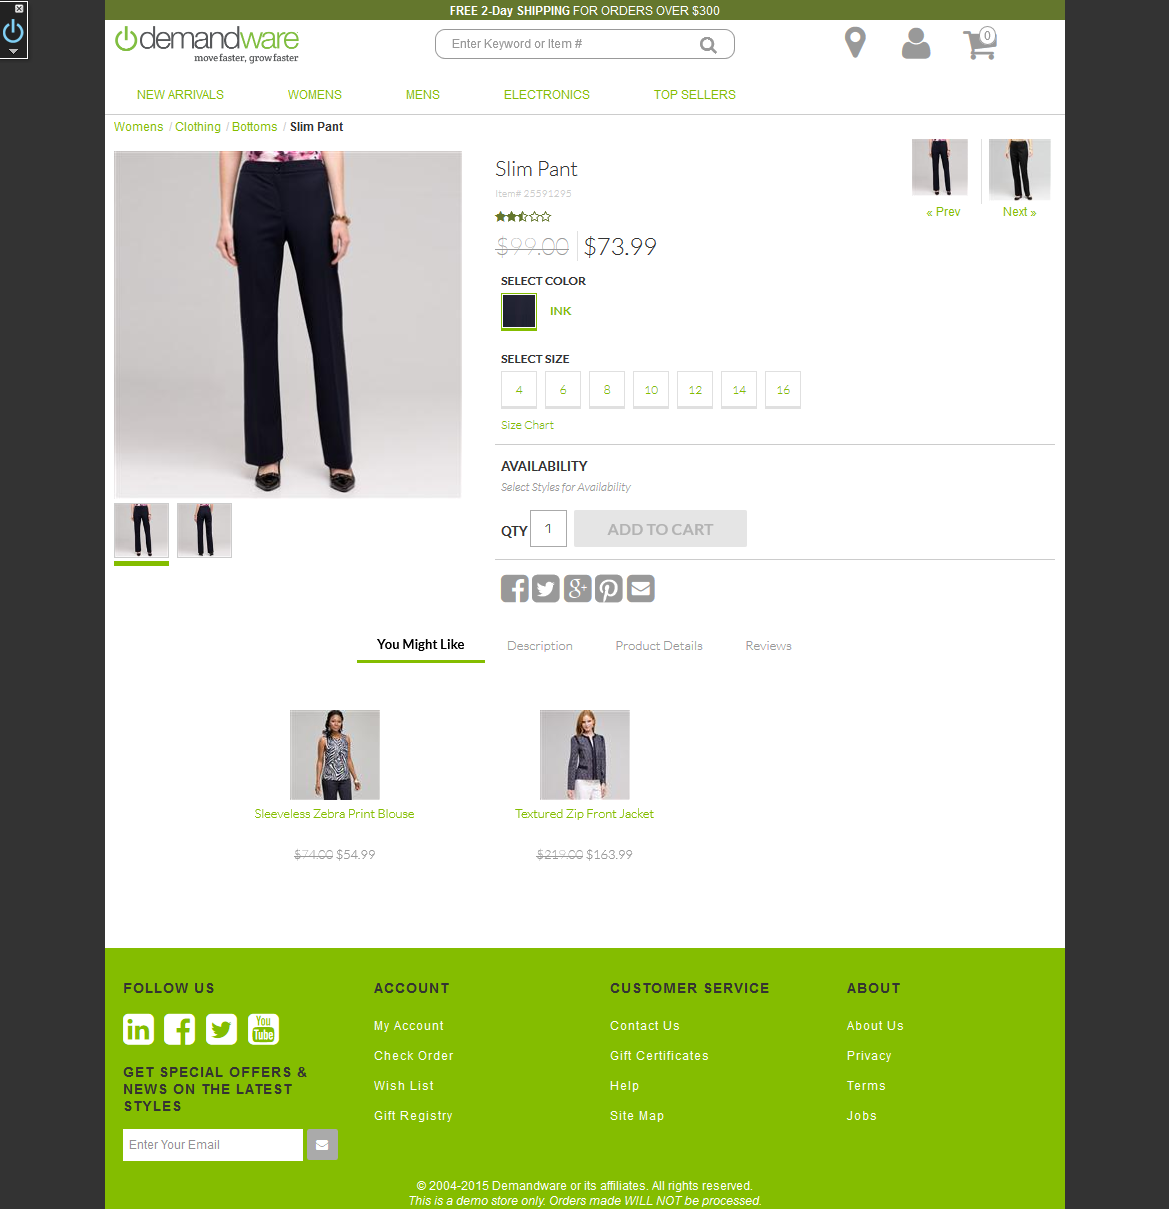 FREE 2-Day SHIPPING FOR ORDERS OVER $300
demandware
move faster, grow faster
Enter Keyword or Item #
0
NEW ARRIVALS
WOMENS
MENS
ELECTRONICS
TOP SELLERS
Womens / Clothing / Bottoms / Slim Pant
Slim Pant
Item# 25591295
« Prev
Next »
$99.00 $73.99
SELECT COLOR
INK
SELECT SIZE
4 6 8 10 12 14 16
Size Chart
AVAILABILITY
Select Styles for Availability
QTY 1 ADD TO CART
g+
You Might Like
Description
Product Details
Reviews
Sleeveless Zebra Print Blouse
$74.00 $54.99
Textured Zip Front Jacket
$219.00 $163.99
FOLLOW US
in
You Tube
GET SPECIAL OFFERS &
NEWS ON THE LATEST
STYLES
Enter Your Email
ACCOUNT
My Account
Check Order
Wish List
Gift Registry
CUSTOMER SERVICE
Contact Us
Gift Certificates
Help
Site Map
ABOUT
About Us
Privacy
Terms
Jobs
© 2004-2015 Demandware or its affiliates. All rights reserved.
This is a demo store only. Orders made WILL NOT be processed.